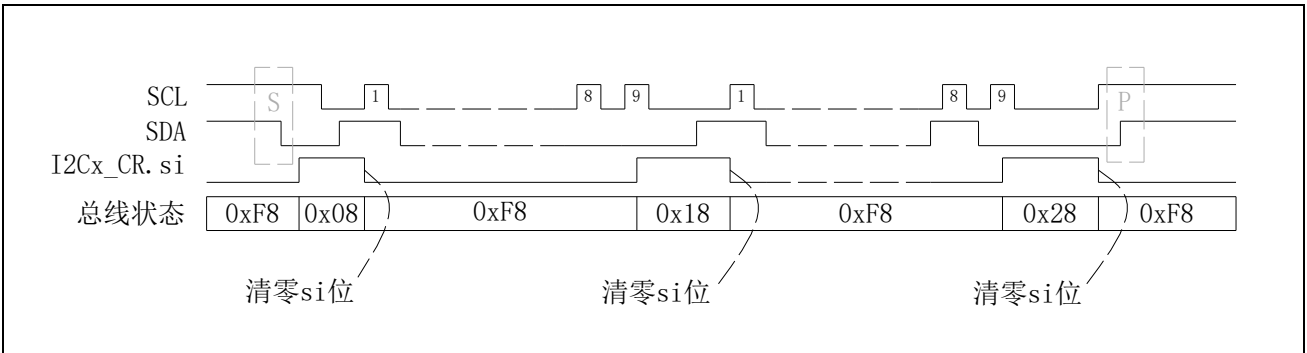 SCL S 1 8 9 1 8 9 P
SDA
I2Cx_CR.si
总线状态 0xF8 0x08 0xF8 0x18 0xF8 0x28 0xF8
清零si位 清零si位 清零si位